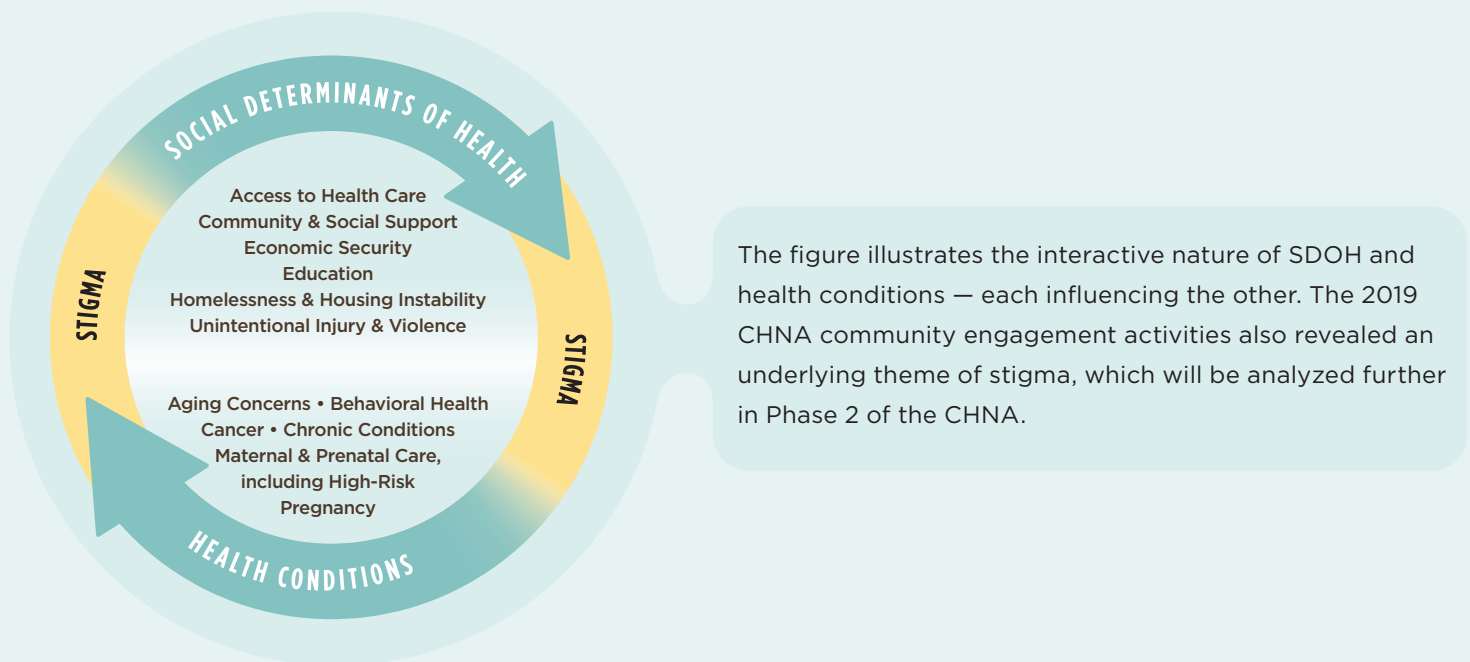 SOCIAL DETERMINANTS OF HEALTH
STIGMA
Access to Health Care
Community & Social Support
Economic Security
Education
Homelessness & Housing Instability
Unintentional Injury & Violence
STIGMA
Aging Concerns • Behavioral Health
Cancer • Chronic Conditions
Maternal & Prenatal Care,
including High-Risk
Pregnancy
HEALTH CONDITIONS
The figure illustrates the interactive nature of SDOH and
health conditions — each influencing the other. The 2019
CHNA community engagement activities also revealed an
underlying theme of stigma, which will be analyzed further
in Phase 2 of the CHNA.